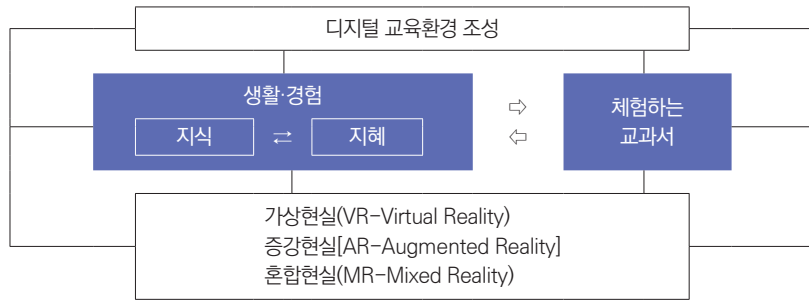 디지털 교육환경 조성
생활·경험
지식 ⇄ 지혜
⇨
⇦
체험하는
교과서
가상현실(VR-Virtual Reality)
증강현실[AR-Augmented Reality]
혼합현실(MR-Mixed Reality)